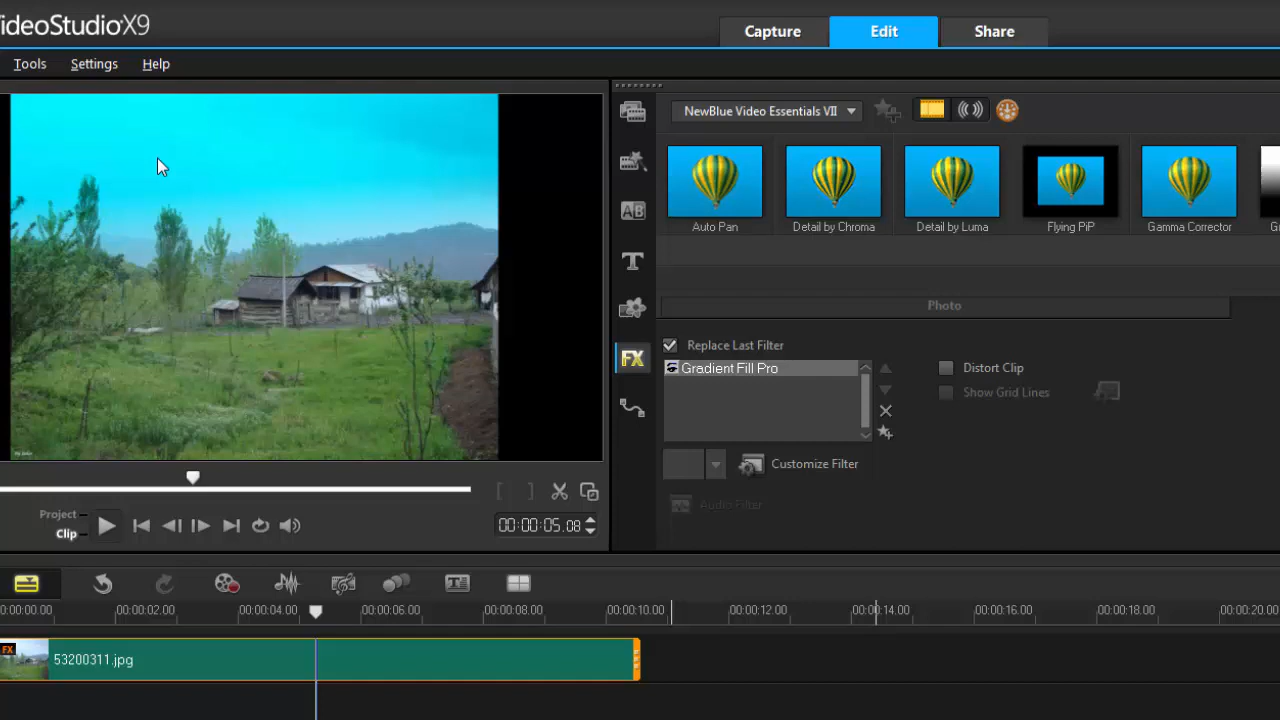 VideoStudio X9
Capture
Edit
Share
Tools
Settings
Help
NewBlue Video Essentials VII
Auto Pan
Detail by Chroma
Detail by Luma
Flying PiP
Gamma Corrector
Photo
Replace Last Filter
Gradient Fill Pro
Distort Clip
Show Grid Lines
Customize Filter
Audio Filter
Project
Clip
00:00:05.08
00:00:00.00
00:00:02.00
00:00:04.00
00:00:06.00
00:00:08.00
00:00:10.00
00:00:12.00
00:00:14.00
00:00:16.00
00:00:18.00
00:00:20.00
FX
FX
53200311.jpg